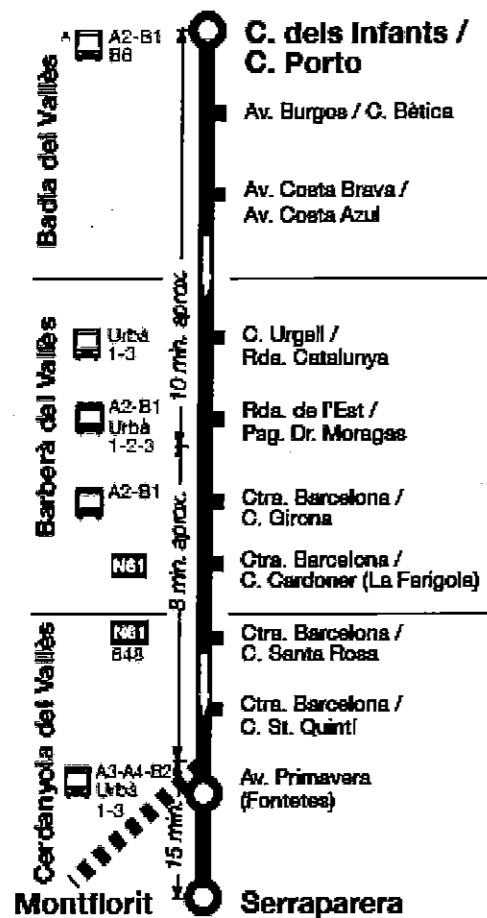 A
A2-B1
B6
C. dels Infants /
C. Porto
Av. Burgos / C. Bètica
Av. Costa Brava /
Av. Costa Azul
Badia del Vallès
10 min. aprox.
Urbà
1-3
C. Urgell /
Rda. Catalunya
A2-B1
Urbà
1-2-3
Rda. de l'Est /
Pag. Dr. Moragas
A2-B1
Ctra. Barcelona /
C. Girona
N61
Ctra. Barcelona /
C. Cardoner (La Farigola)
Barberà del Vallès
8 min. aprox.
N61
648
Ctra. Barcelona /
C. Santa Rosa
Ctra. Barcelona /
C. St. Quintí
A3-A4-B2
Urbà
1-3
Av. Primavera
(Fontetes)
Cerdanyola del Vallès
15 min.
Montflorit
Serraparera